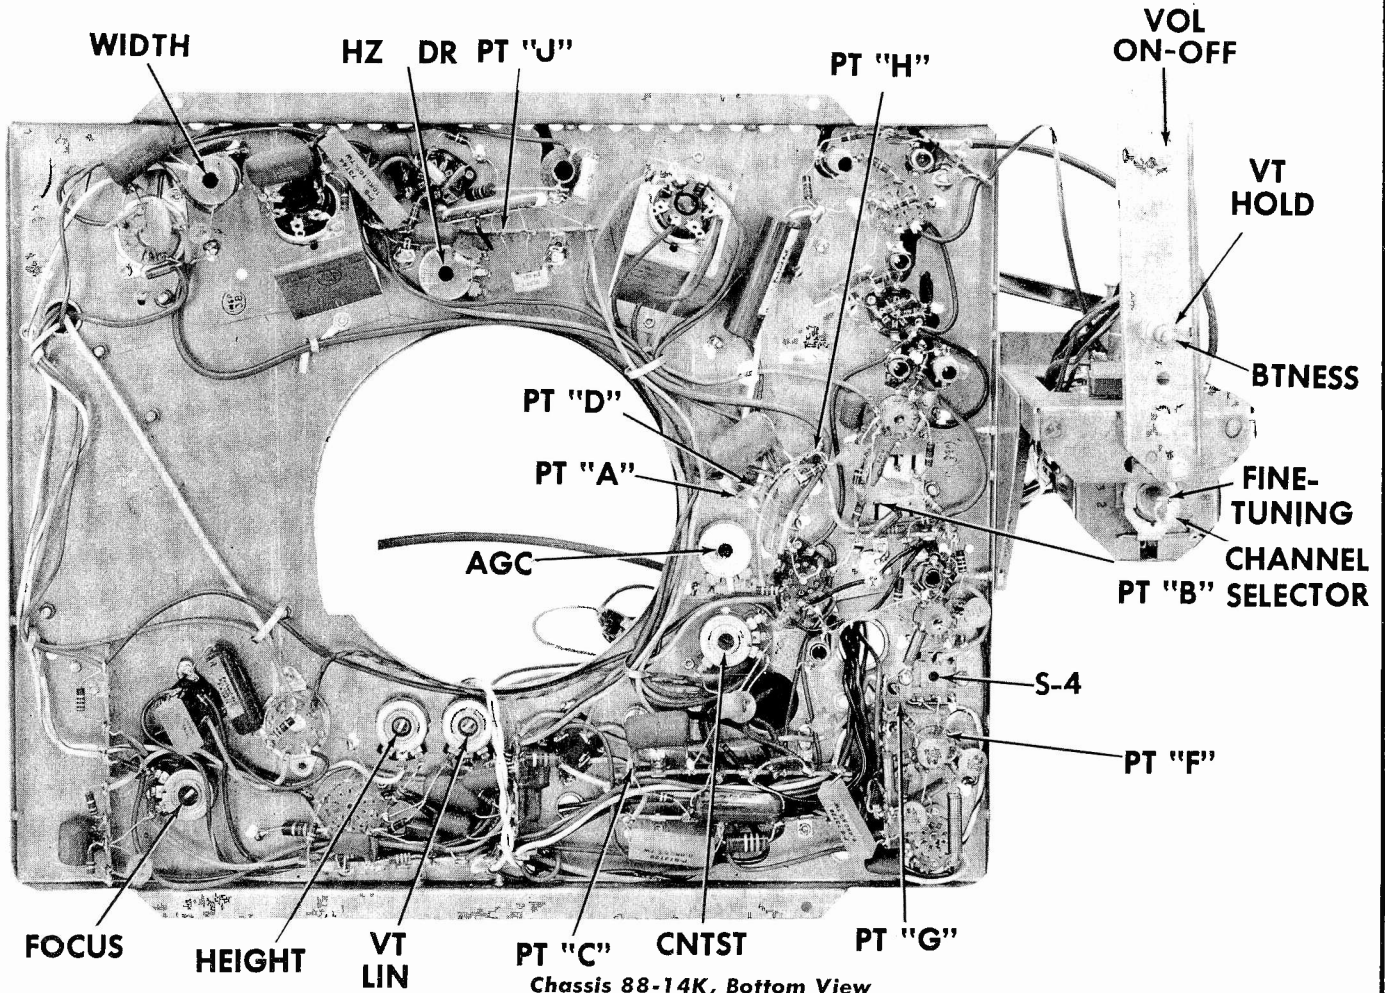 WIDTH
HZ DR
PT "J"
PT "H"
VOL
ON-OFF
VT
HOLD
BTNESS
PT "D"
PT "A"
FINE-
TUNING
AGC
CHANNEL
SELECTOR
PT "B"
S-4
PT "F"
FOCUS
HEIGHT
VT
LIN
PT "C"
CNTST
PT "G"
Chassis 88-14K, Bottom View